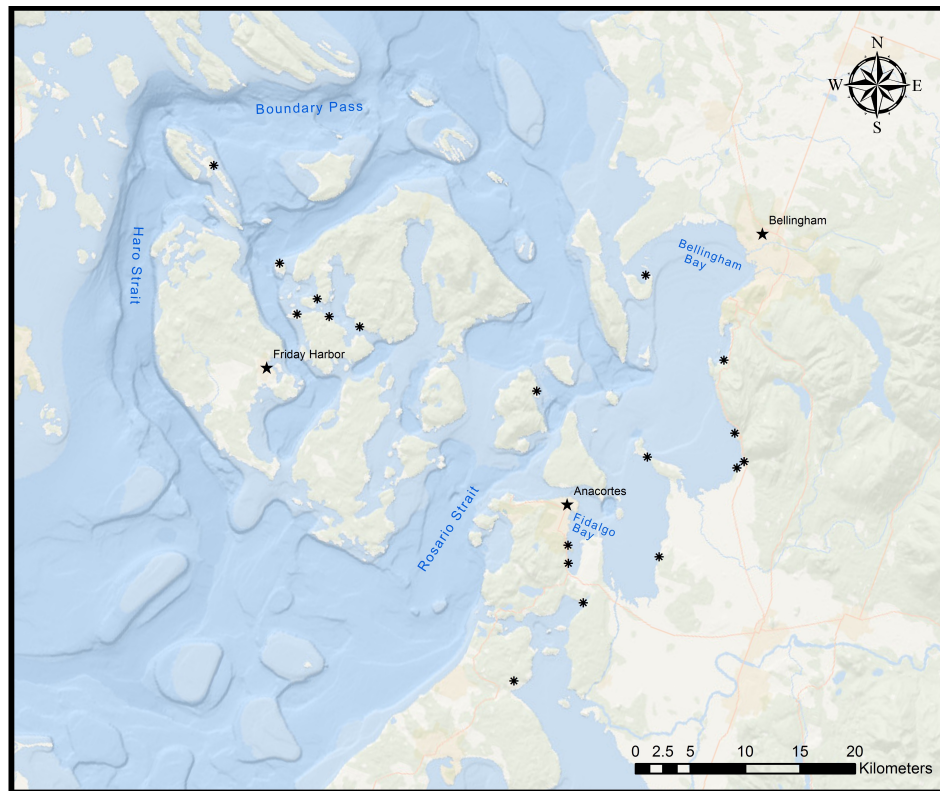 N
W E
S
Boundary Pass
Haro Strait
Bellingham
Bellingham
Bay
Friday Harbor
Anacortes
Rosario Strait
Fidalgo
Bay
0 2.5 5 10 15 20
Kilometers